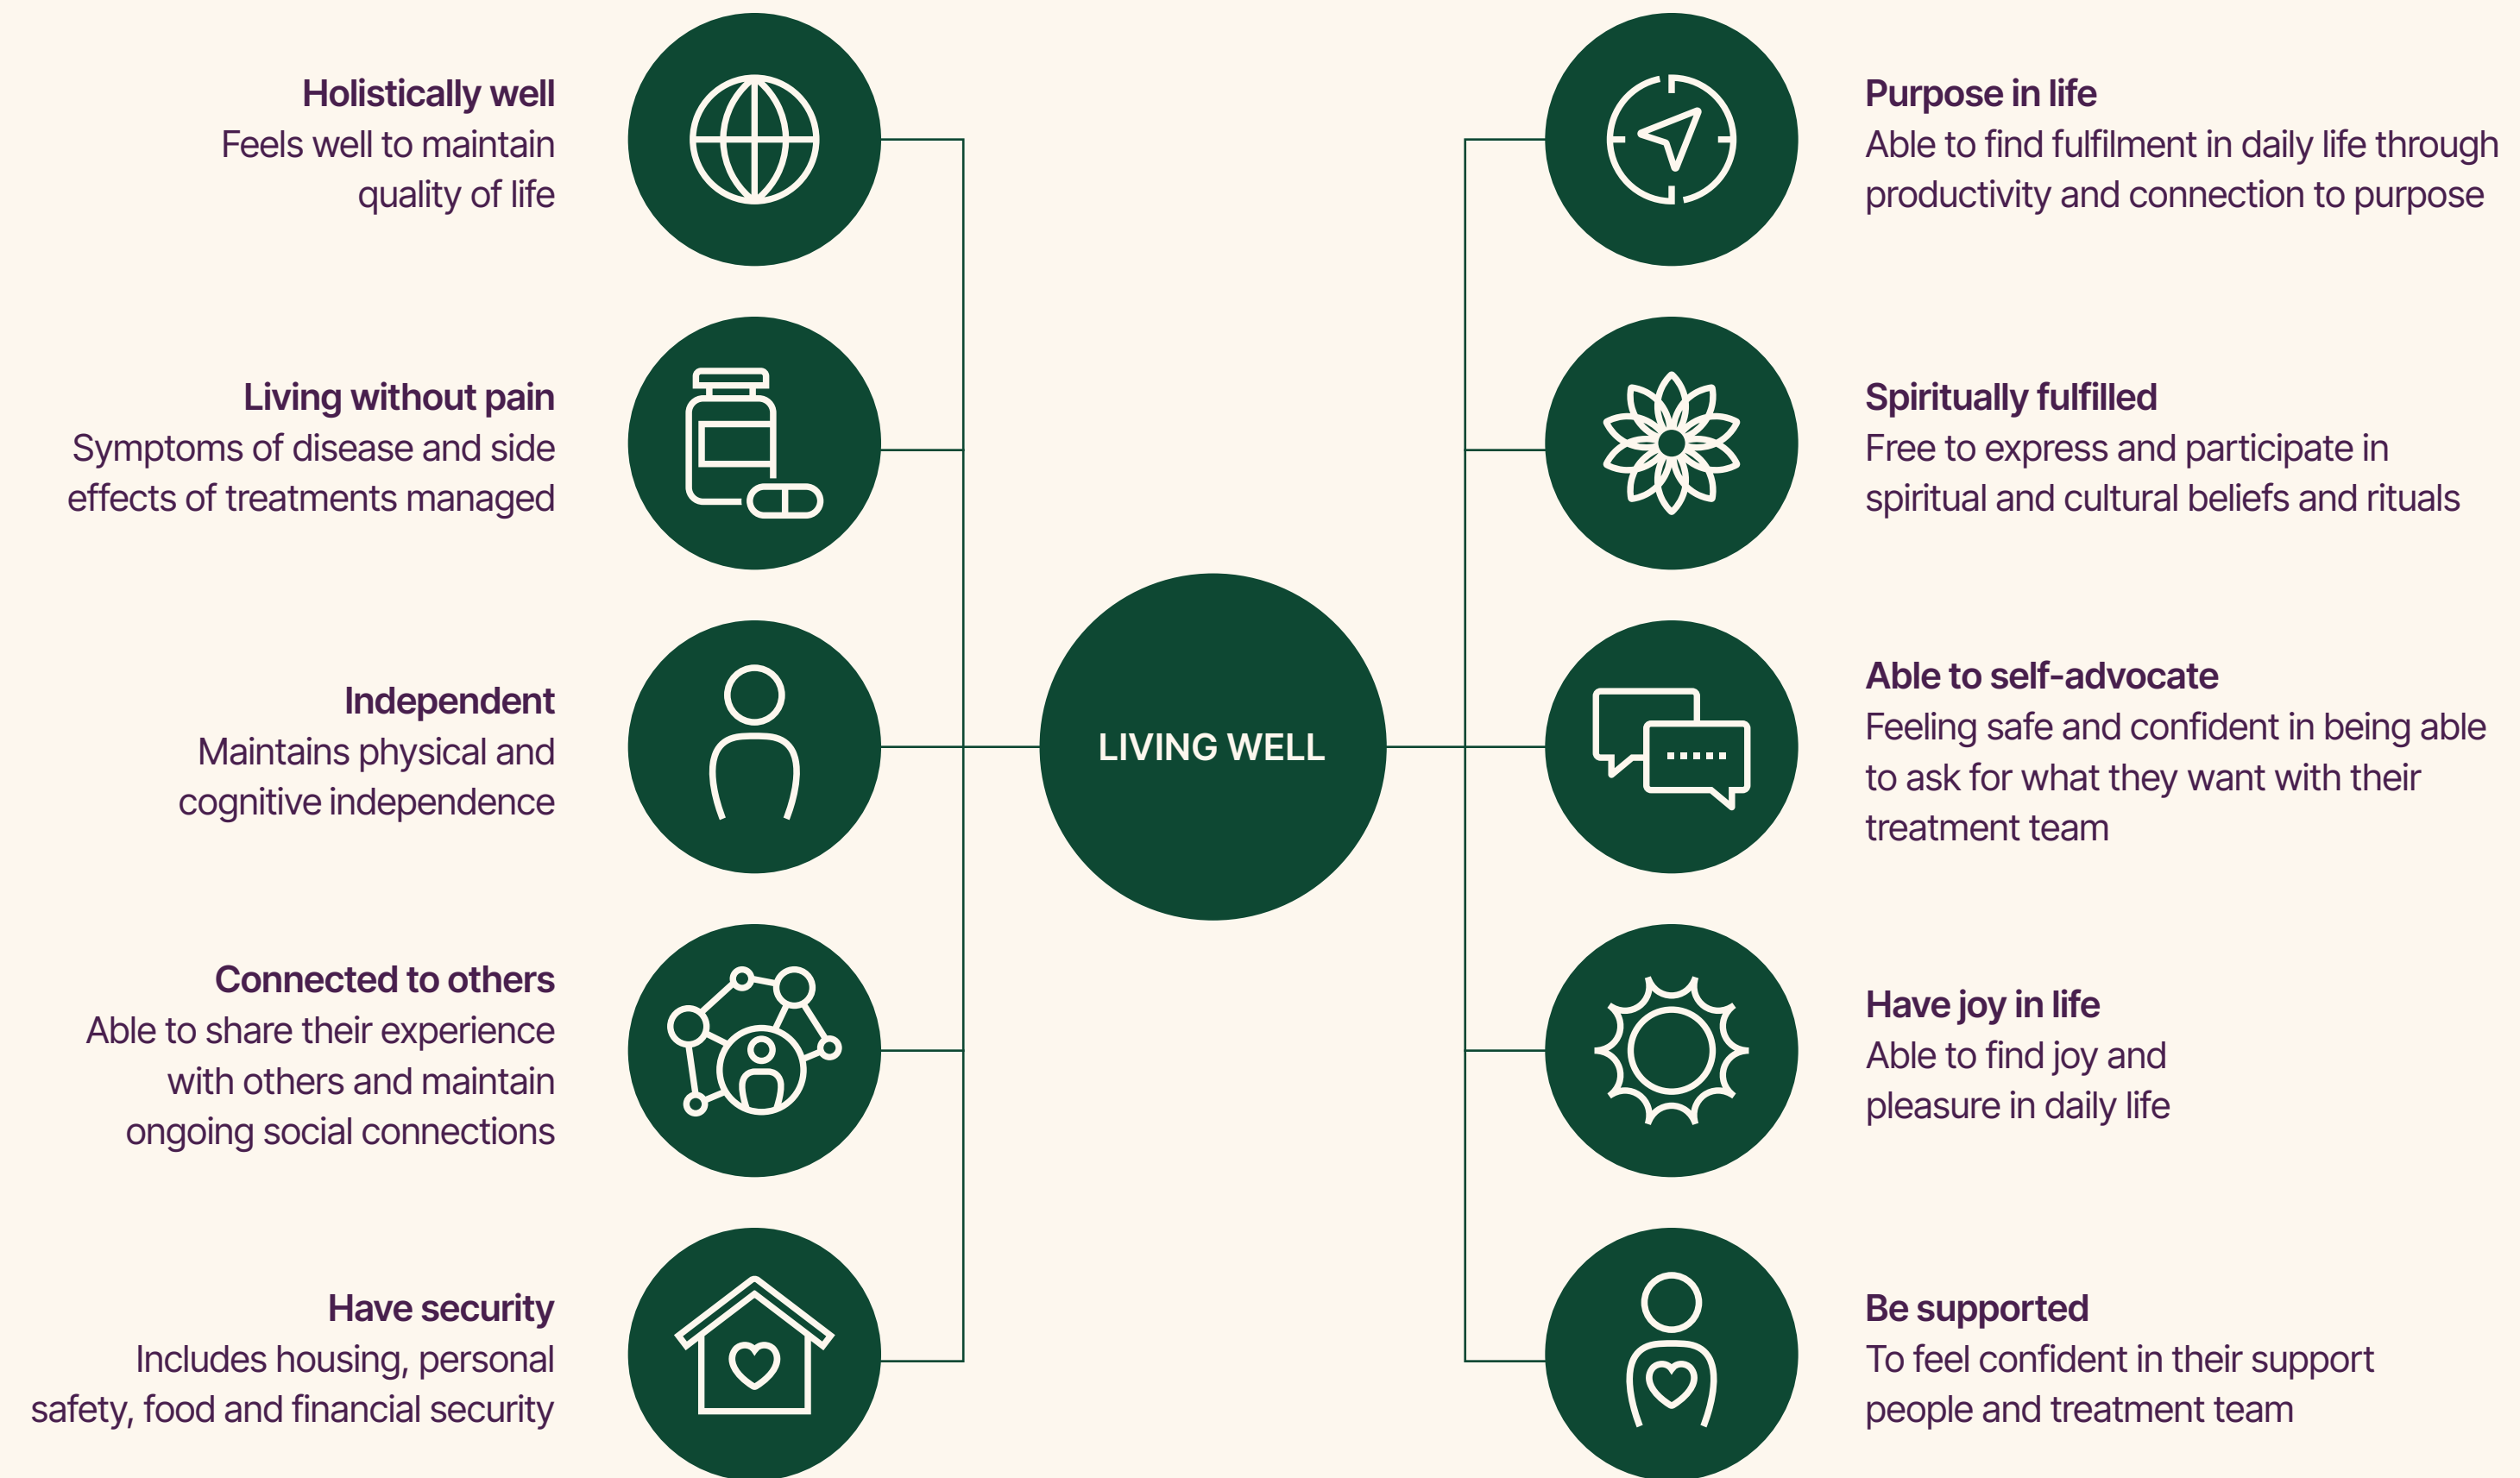 Holistically well
Feels well to maintain
quality of life
Living without pain
Symptoms of disease and side
effects of treatments managed
Independent
Maintains physical and
cognitive independence
Connected to others
Able to share their experience
with others and maintain
ongoing social connections
Have security
Includes housing, personal
safety, food and financial security
LIVING WELL
Purpose in life
Able to find fulfilment in daily life through
productivity and connection to purpose
Spiritually fulfilled
Free to express and participate in
spiritual and cultural beliefs and rituals
Able to self-advocate
Feeling safe and confident in being able
to ask for what they want with their
treatment team
Have joy in life
Able to find joy and
pleasure in daily life
Be supported
To feel confident in their support
people and treatment team